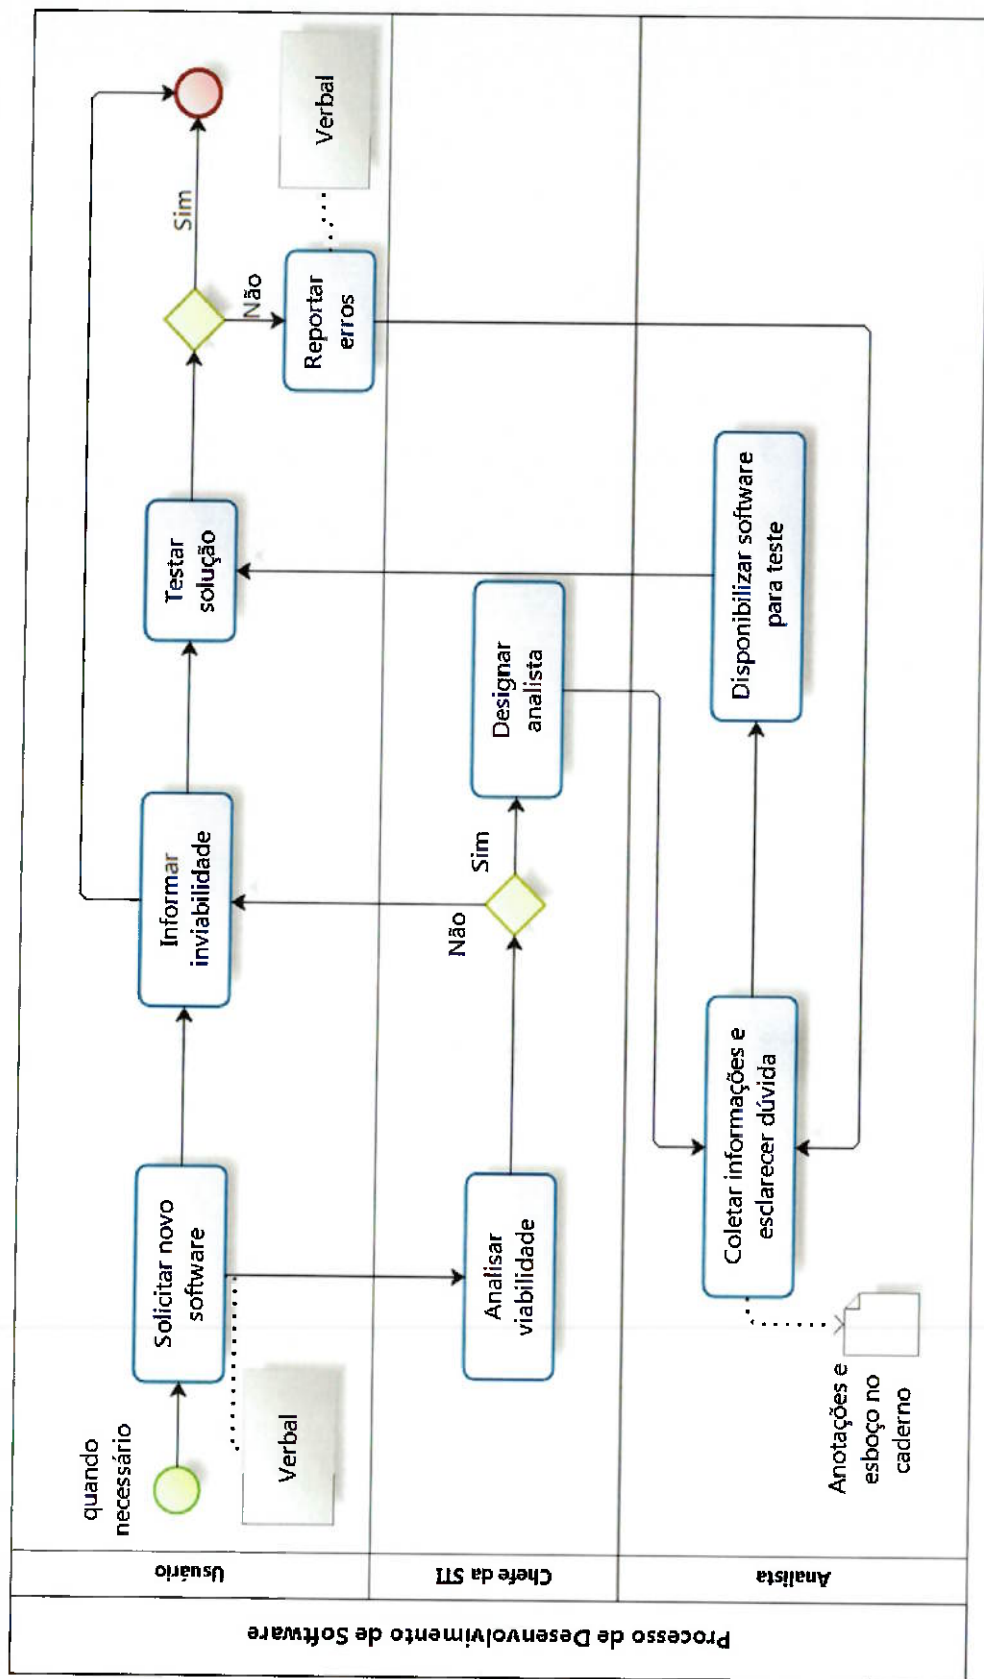 Processo de Desenvolvimento de Software
Usuário
quando
necessário
Solicitar novo
software
Verbal
Informar
inviabilidade
Testar
solução
Sim
Não
Reportar
erros
Verbal
Chefe da STI
Analisar
viabilidade
Não
Sim
Designar
analista
Analista
Coletar informações e
esclarecer dúvida
Anotações e
esboço no
caderno
Disponibilizar software
para teste